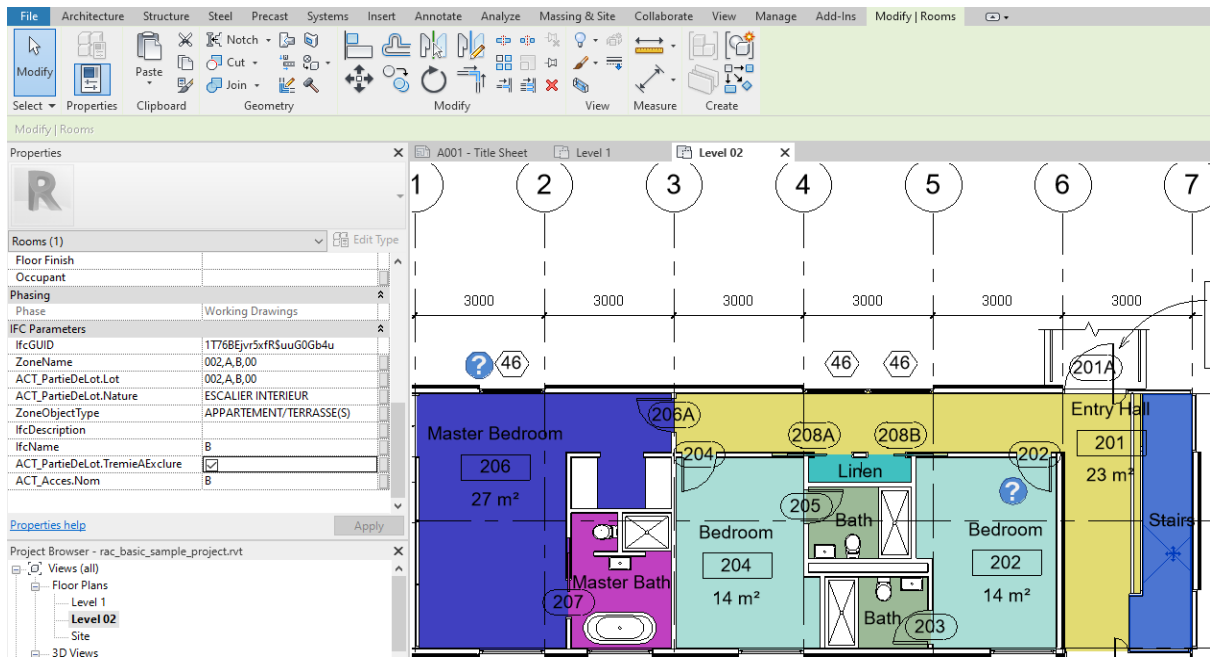 File Architecture Structure Steel Precast Systems Insert Annotate Analyze Massing & Site Collaborate View Manage Add-Ins Modify | Rooms
Notch
Cut
Join
Modify
Paste
Select Properties Clipboard Geometry Modify View Measure Create
Modify | Rooms
Properties
A001 - Title Sheet Level 1 Level 02
R
Rooms (1) Edit Type
Floor Finish
Occupant
Phasing
Phase Working Drawings
IFC Parameters
IfcGUID 1T76BEjvr5xfR$uuG0Gb4u
ZoneName 002,A,B,00
ACT_PartieDeLot.Lot 002,A,B,00
ACT_PartieDeLot.Nature ESCALIER INTERIEUR
ZoneObjectType APPARTEMENT/TERRASSE(S)
IfcDescription
IfcName B
ACT_PartieDeLot.TremieAExclure
ACT_Acces.Nom B
Properties help Apply
Project Browser - rac_basic_sample_project.rvt
Views (all)
Floor Plans
Level 1
Level 02
Site
3D Views
1 2 3 4 5 6 7
3000 3000 3000 3000 3000 3000
? 46 46 46
201A
206A
Entry Hall
Master Bedroom
208A 208B
201
204 202
206
Linen
23 m²
27 m²
?
205
Bath
Stairs
Bedroom
Bedroom
204
202
Master Bath
14 m²
14 m²
207
Bath
203